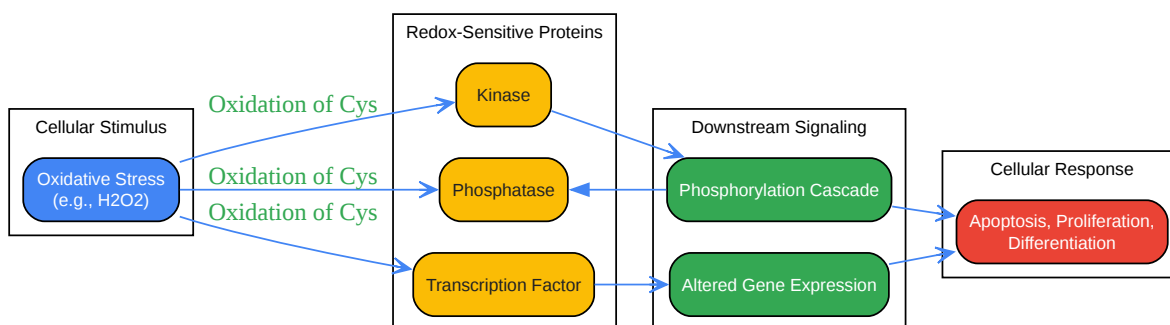 Redox-Sensitive Proteins
Kinase
Oxidation of Cys
Cellular Stimulus
Downstream Signaling
Cellular Response
Oxidative Stress
(e.g., H2O2)
Oxidation of Cys
Phosphatase
Phosphorylation Cascade
Oxidation of Cys
Apoptosis, Proliferation,
Differentiation
Transcription Factor
Altered Gene Expression